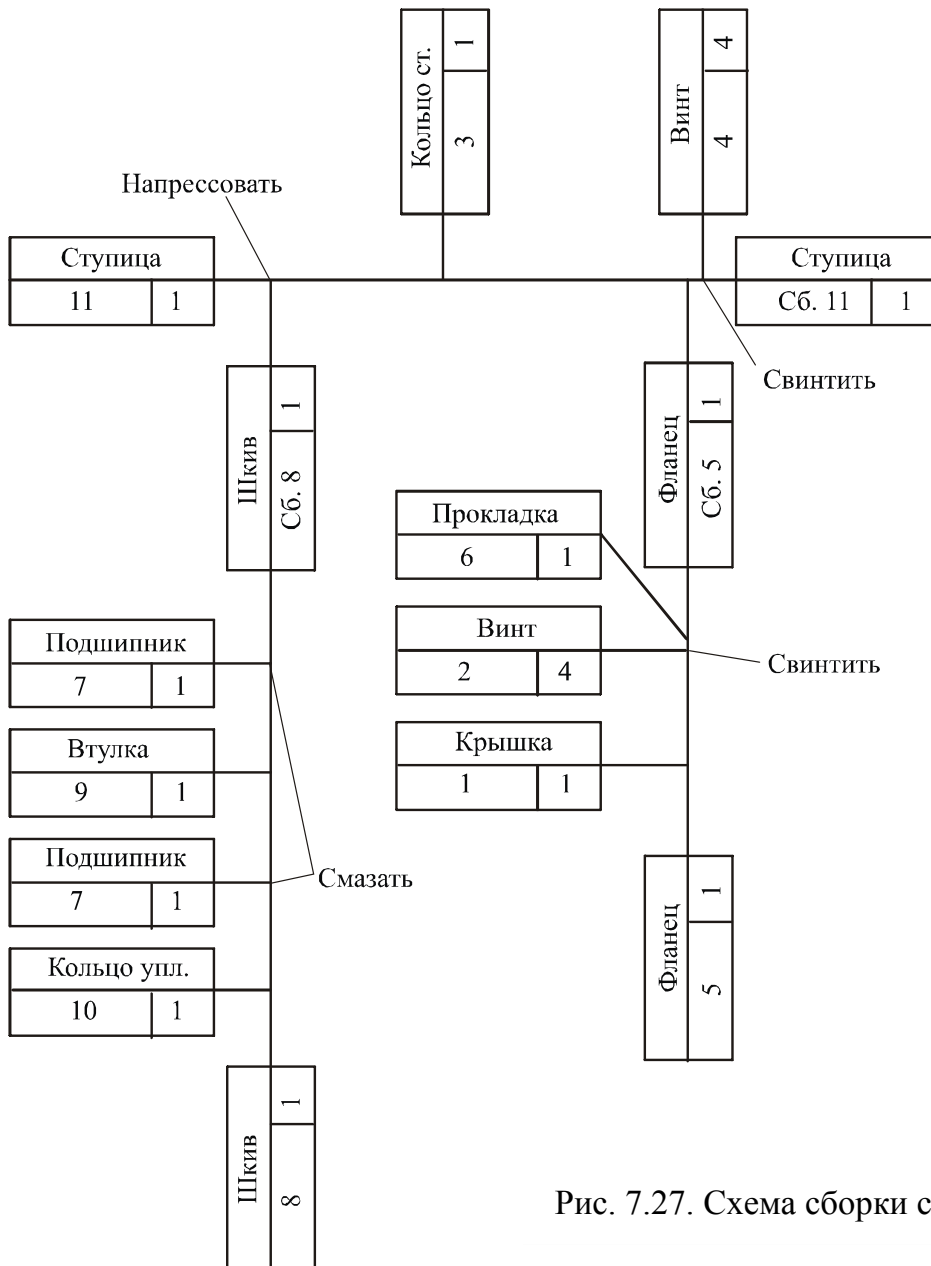 Кольцо ст.
3
1
Винт
4
4
Напрессовать
Ступица
11
1
Ступица
Сб. 11
1
Свинтить
Шкив
Сб. 8
1
Фланец
Сб. 5
1
Прокладка
6
1
Винт
2
4
Свинтить
Крышка
1
1
Подшипник
7
1
Втулка
9
1
Подшипник
7
1
Смазать
Кольцо упл.
10
1
Фланец
5
1
Шкив
8
1
Рис. 7.27. Схема сборки с